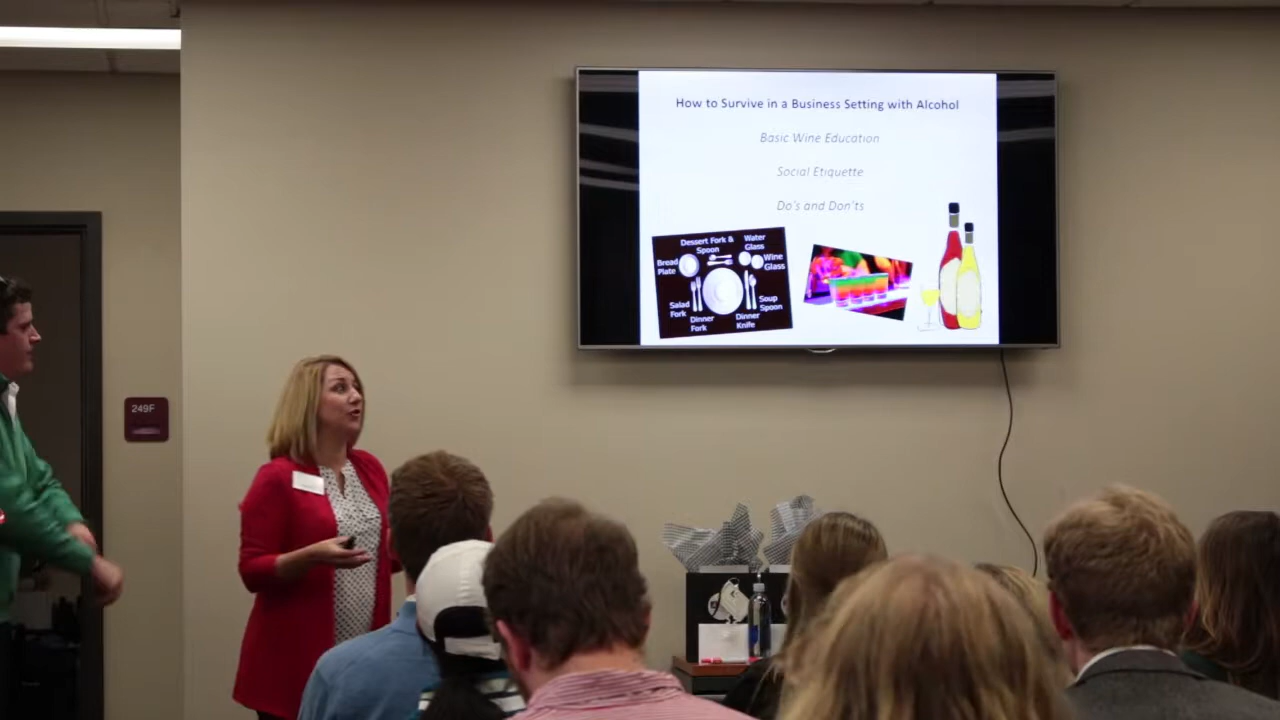 How to Survive in a Business Setting with Alcohol
Basic Wine Education
Social Etiquette
Do's and Don'ts
Dessert Fork &
Spoon
Water
Glass
Bread
Plate
Wine
Glass
Salad
Fork
Soup
Spoon
Dinner
Fork
Dinner
Knife
249F